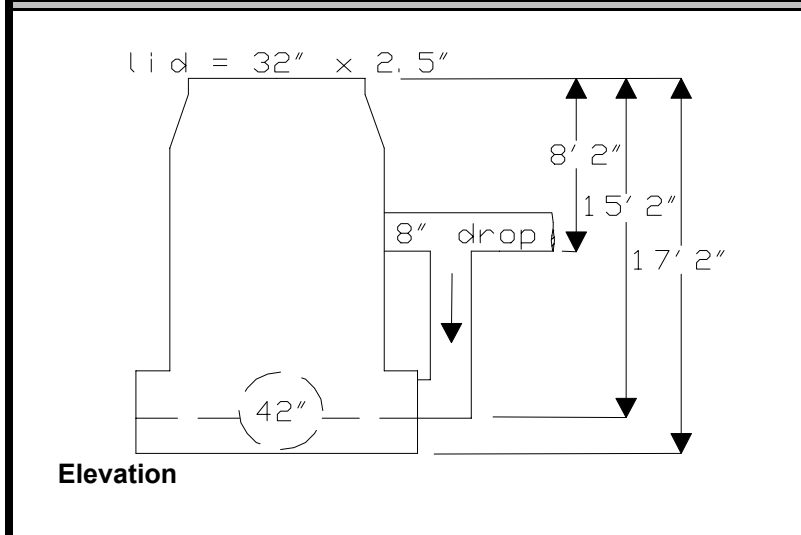 lid = 32" x 2.5"
8' 2"
15' 2"
8" drop
17' 2"
42"
Elevation